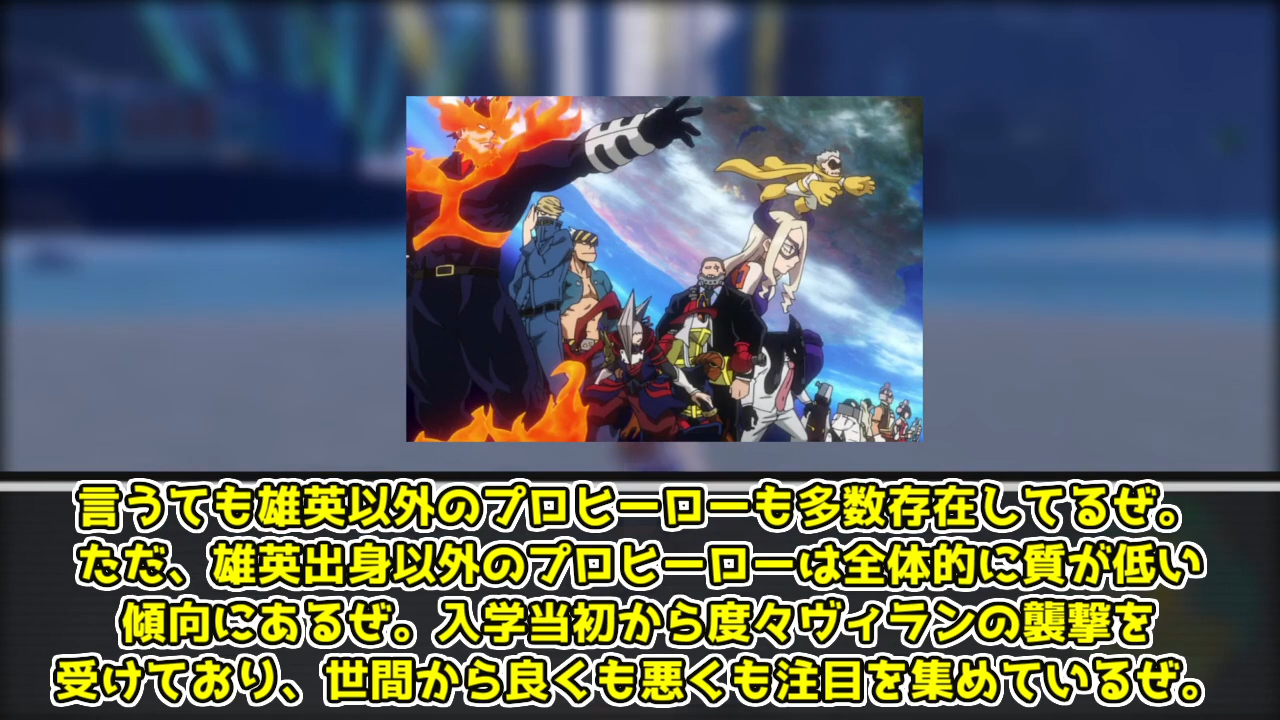 言うても雄英以外のプロヒーローも多数存在してるぜ。
ただ、雄英出身以外のプロヒーローは全体的に質が低い
傾向にあるぜ。入学当初から度々ヴィランの襲撃を
受けており、世間から良くも悪くも注目を集めているぜ。